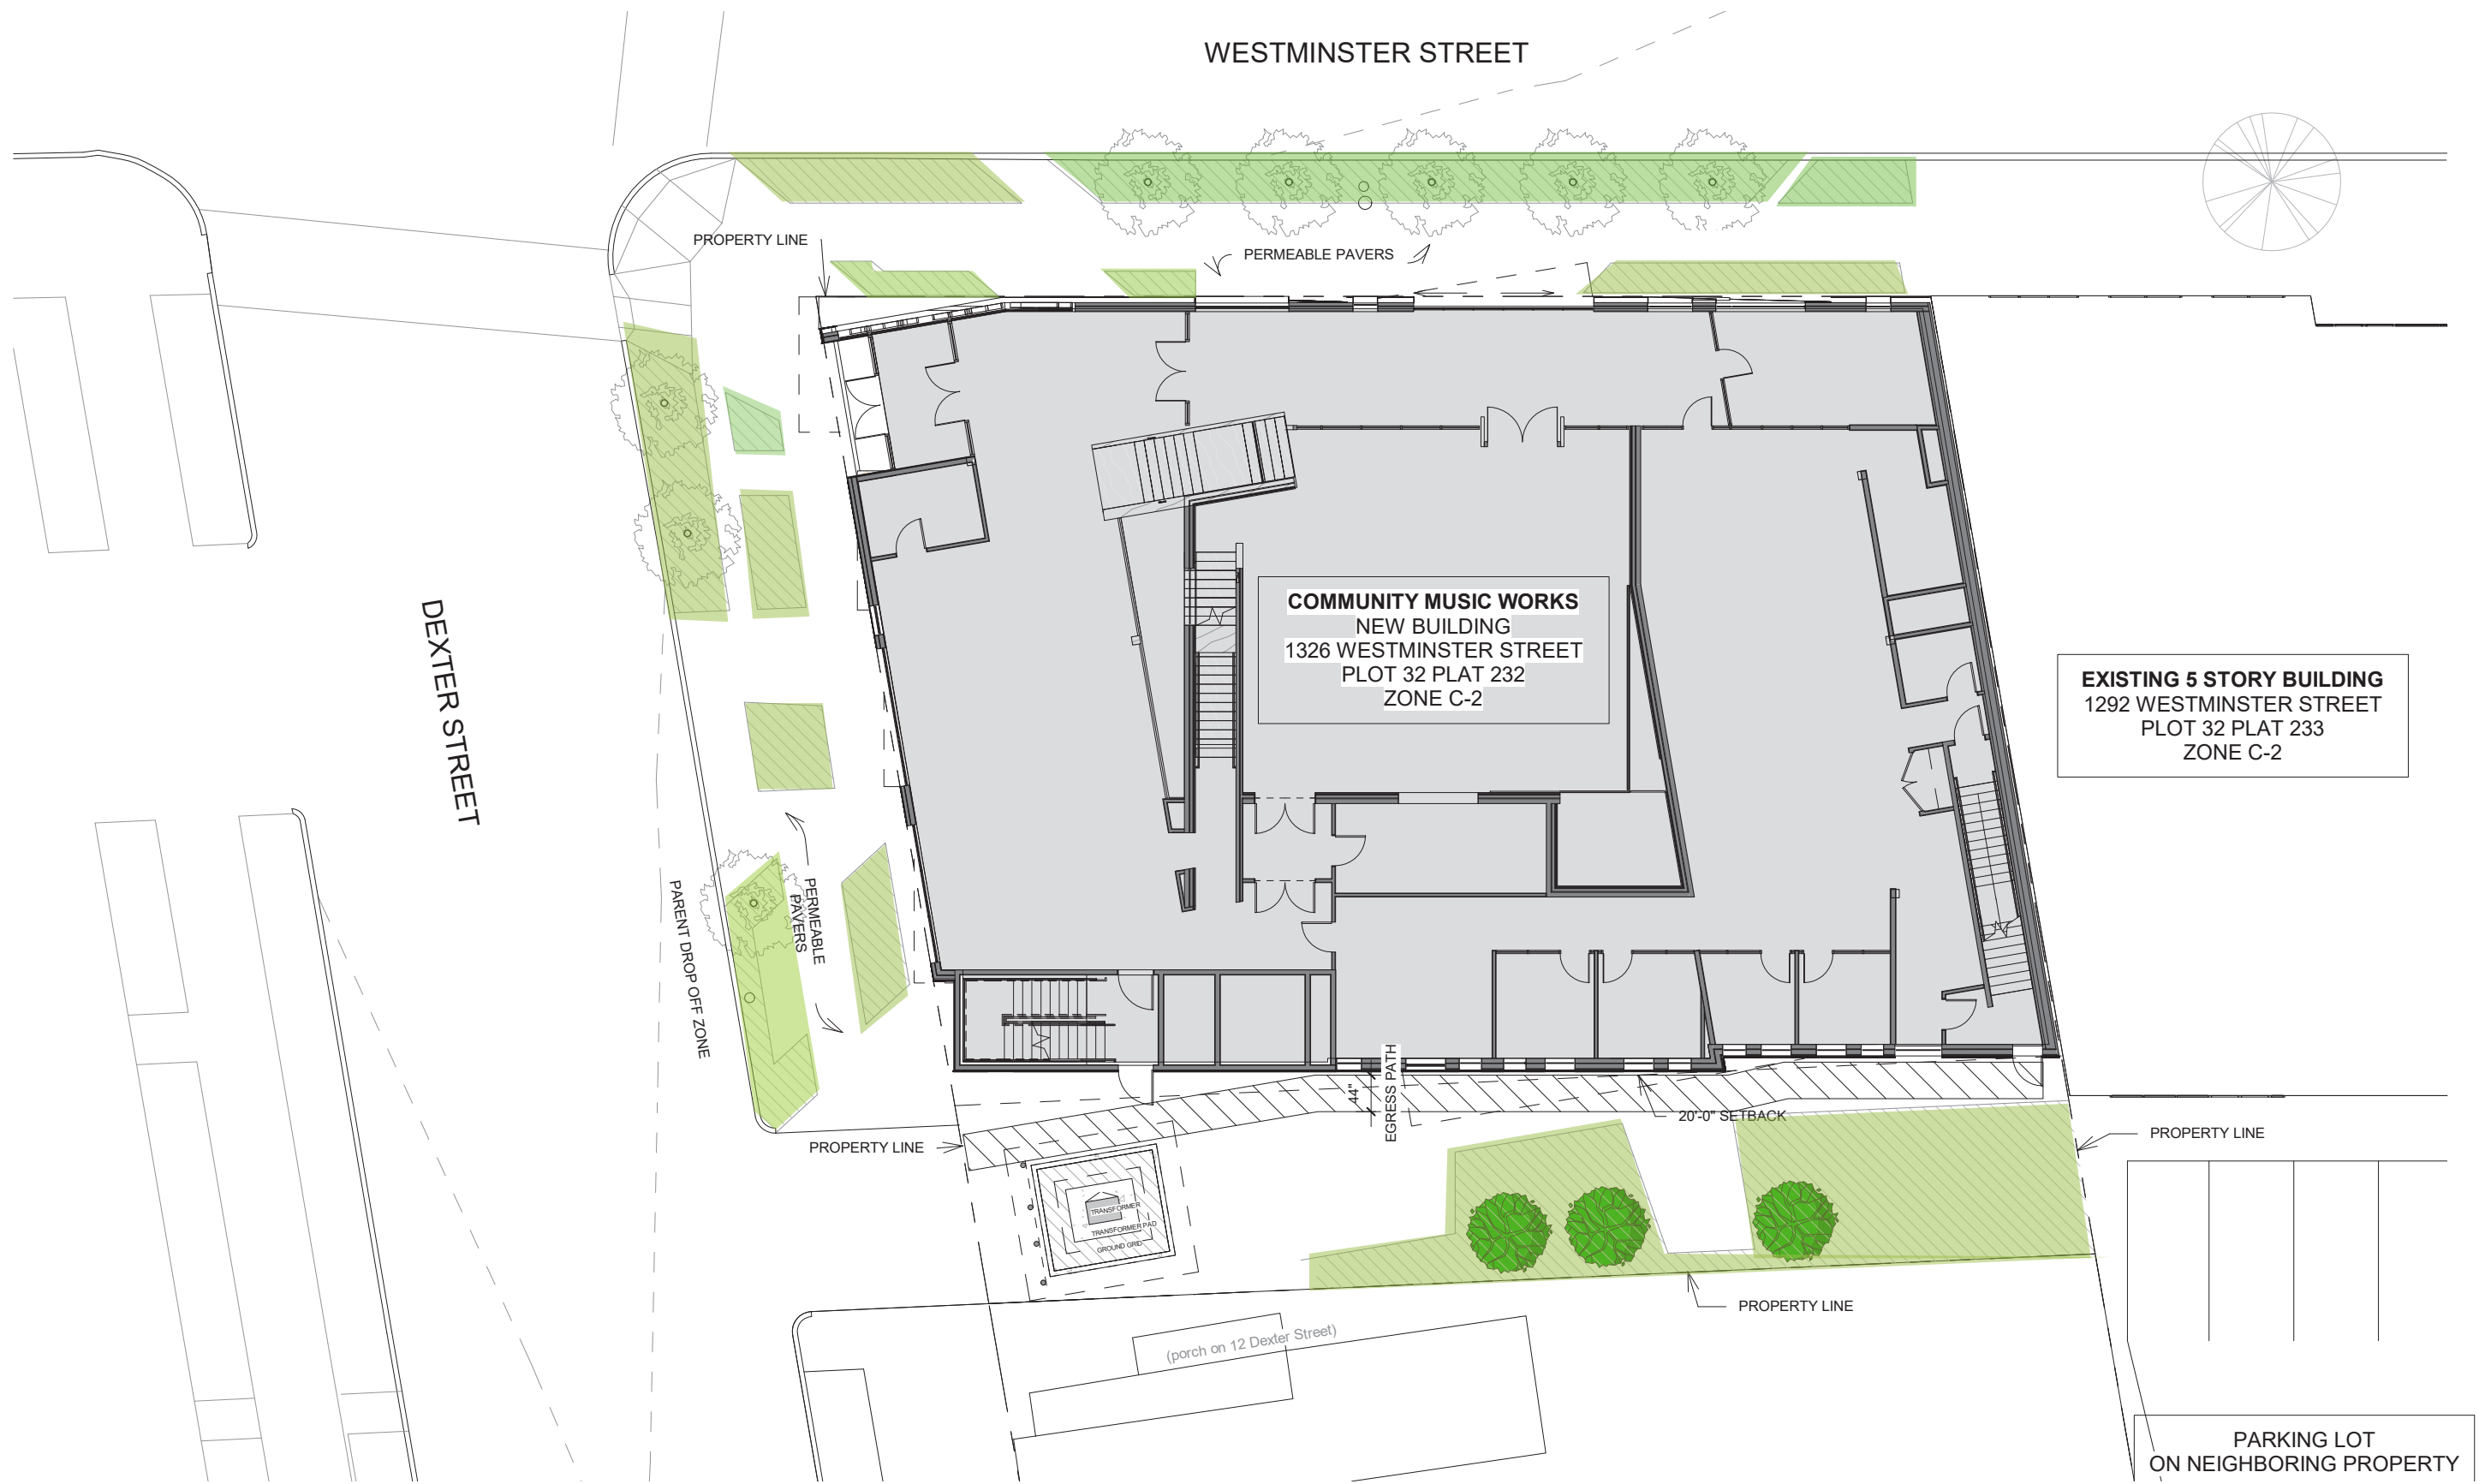 WESTMINSTER STREET
PROPERTY LINE
PERMEABLE PAVERS
DEXTER STREET
COMMUNITY MUSIC WORKS
NEW BUILDING
1326 WESTMINSTER STREET
PLOT 32 PLAT 232
ZONE C-2
EXISTING 5 STORY BUILDING
1292 WESTMINSTER STREET
PLOT 32 PLAT 233
ZONE C-2
PARENT DROP OFF ZONE
PERMEABLE
PAVERS
44"
EGRESS PATH
20'-0" SETBACK
PROPERTY LINE
PROPERTY LINE
TRANSFORMER
TRANSFORMER PAD
GROUND GRID
PROPERTY LINE
(porch on 12 Dexter Street)
PARKING LOT
ON NEIGHBORING PROPERTY